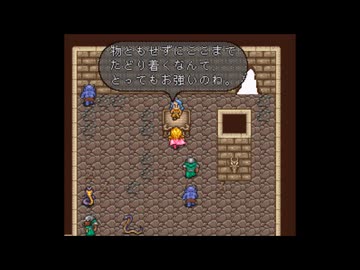 物ともせずにここまで
たどり着くなんて
とってもお強いのね。